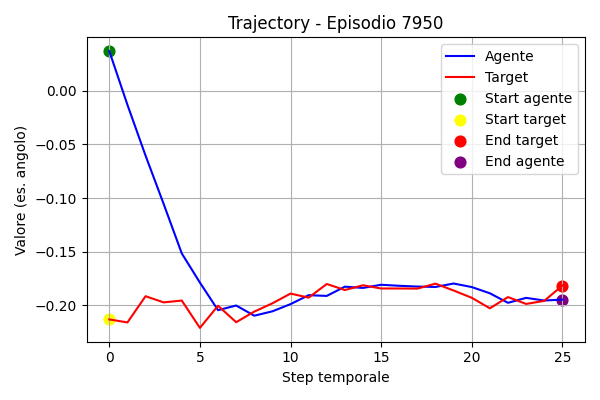 Trajectory - Episodio 7950
Agente
Target
Start agente
Start target
End target
End agente
Valore (es. angolo)
0.00
−0.05
−0.10
−0.15
−0.20
0
5
10
15
20
25
Step temporale